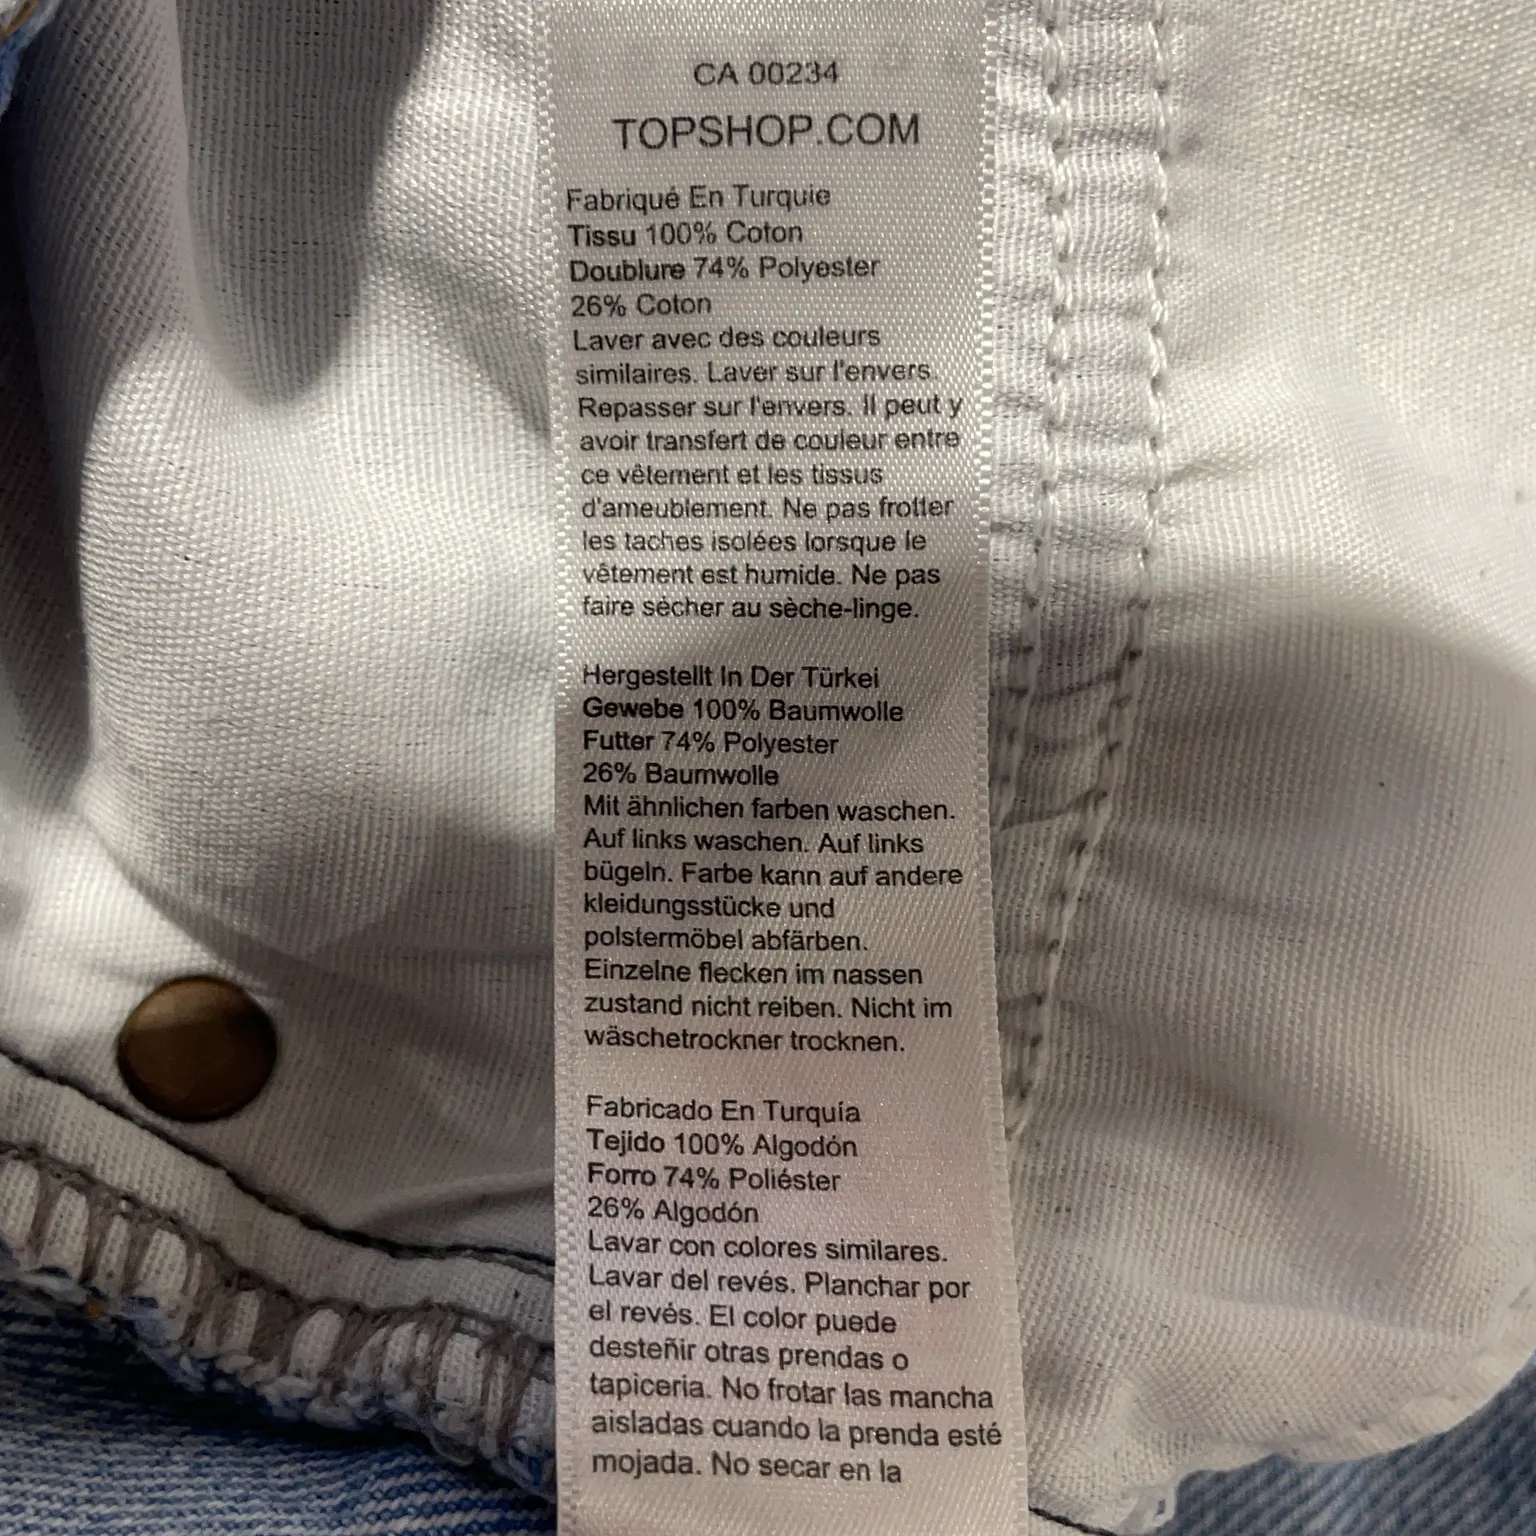 CA 00234
TOPSHOP.COM
Fabriqué En Turquie
Tissu 100% Coton
Doublure 74% Polyester
26% Coton
Laver avec des couleurs
similaires. Laver sur l'envers.
Repasser sur l'envers. Il peut y
avoir transfert de couleur entre
ce vêtement et les tissus
d'ameublement. Ne pas frotter
les taches isolées lorsque le
vêtement est humide. Ne pas
faire sécher au sèche-linge.
Hergestellt In Der Türkei
Gewebe 100% Baumwolle
Futter 74% Polyester
26% Baumwolle
Mit ähnlichen farben waschen.
Auf links waschen. Auf links
bügeln. Farbe kann auf andere
kleidungsstücke und
polstermöbel abfärben.
Einzelne flecken im nassen
zustand nicht reiben. Nicht im
wäschetrockner trocknen.
Fabricado En Turquía
Tejido 100% Algodón
Forro 74% Poliéster
26% Algodón
Lavar con colores similares.
Lavar del revés. Planchar por
el revés. El color puede
desteñir otras prendas o
tapiceria. No frotar las mancha
aisladas cuando la prenda esté
mojada. No secar en la